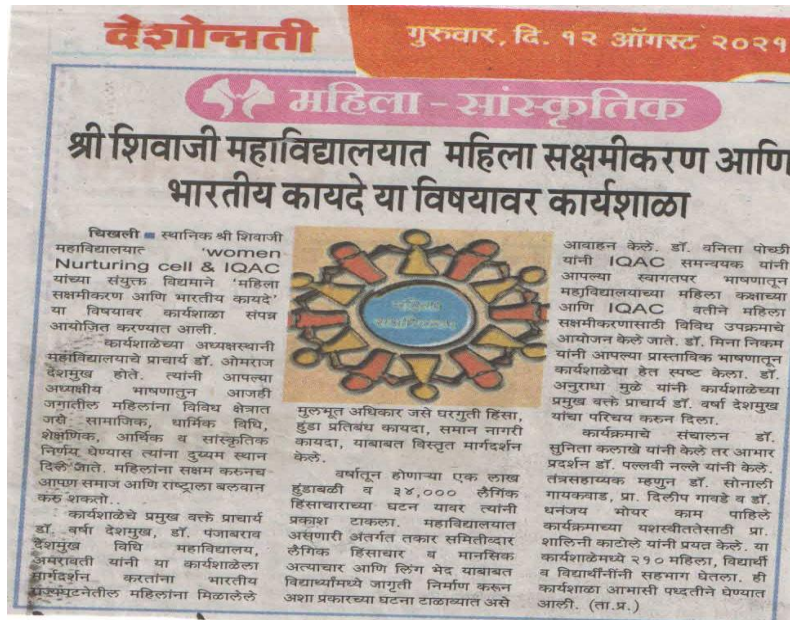 देशोन्नती
गुरुवार, दि. १२ ऑगस्ट २०२१
महिला - सांस्कृतिक
श्री शिवाजी महाविद्यालयात महिला सक्षमीकरण आणि
भारतीय कायदे या विषयावर कार्यशाळा
चिखली ■ स्थानिक श्री शिवाजी
महाविद्यालयात 'women
Nurturing cell & IQAC
यांच्या संयुक्त विद्यमाने 'महिला
सक्षमीकरण आणि भारतीय कायदे'
या विषयावर कार्यशाळा संपन्न
आयोजित करण्यात आली.
कार्यशाळेच्या अध्यक्षस्थानी
महाविद्यालयाचे प्राचार्य डॉ. ओमराज
देशमुख होते. त्यांनी आपल्या
अध्यक्षीय भाषणातुन आजही
जगातील महिलांना विविध क्षेत्रात
जसे सामाजिक, धार्मिक विधि,
शैक्षणिक, आर्थिक व सांस्कृतिक
निर्णय घेण्यास त्यांना दुय्यम स्थान
दिले जाते. महिलांना सक्षम करुनच
आपण समाज आणि राष्ट्राला बलवान
करु शकतो..
कार्यशाळेचे प्रमुख वक्ते प्राचार्य
डॉ. वर्षा देशमुख, डॉ. पंजाबराव
देशमुख विधि महाविद्यालय,
अमरावती यांनी या कार्यशाळेला
मार्गदर्शन करतांना भारतीय
राज्यघटनेतील महिलांना मिळालेले
महिला
सक्षमिकरण
मुलभूत अधिकार जसे घरगुती हिंसा,
हुंडा प्रतिबंध कायदा, समान नागरी
कायदा, याबाबत विस्तृत मार्गदर्शन
केले.
वर्षातून होणाऱ्या एक लाख
हुंडाबळी व ३४,००० लैगिंक
हिंसाचाराच्या घटन यावर त्यांनी
प्रकाश टाकला. महाविद्यालयात
असणारी अंतर्गत तकार समितीव्दार
लैगिंक हिंसाचार व मानसिक
अत्याचार आणि लिंग भेद याबाबत
विद्यार्थ्यांमध्ये जागृती निर्माण करून
अशा प्रकारच्या घटना टाळाव्यात असे
आवाहन केले. डॉ. वनिता पोच्छी
यांनी IQAC समन्वयक यांनी
आपल्या स्वागतपर भाषणातून
महाविद्यालयाच्या महिला कक्षाच्या
आणि IQAC वतीने महिला
सक्षमीकरणासाठी विविध उपक्रमाचे
आयोजन केले जाते. डॉ. मिना निकम
यांनी आपल्या प्रास्ताविक भाषणातून
कार्यशाळेचा हेत स्पष्ट केला. डॉ.
अनुराधा मुळे यांनी कार्यशाळेच्या
प्रमुख वक्ते प्राचार्य डॉ. वर्षा देशमुख
यांचा परिचय करुन दिला.
कार्यक्रमाचे संचालन डॉ.
सुनिता कलाखे यांनी केले तर आभार
प्रदर्शन डॉ. पल्लवी नल्ले यांनी केले.
तंत्रसहाय्यक म्हणुन डॉ. सोनाली
गायकवाड, प्रा. दिलीप गावडे व डॉ.
धनंजय मोयर काम पाहिले
कार्यक्रमाच्या यशस्वीततेसाठी प्रा.
शालिनी काटोले यांनी प्रयत्न केले. या
कार्यशाळेमध्ये २१० महिला, विद्यार्थी
व विद्यार्थीनींनी सहभाग घेतला. ही
कार्यशाळा आभासी पध्दतीने घेण्यात
आली. (ता.प्र.)